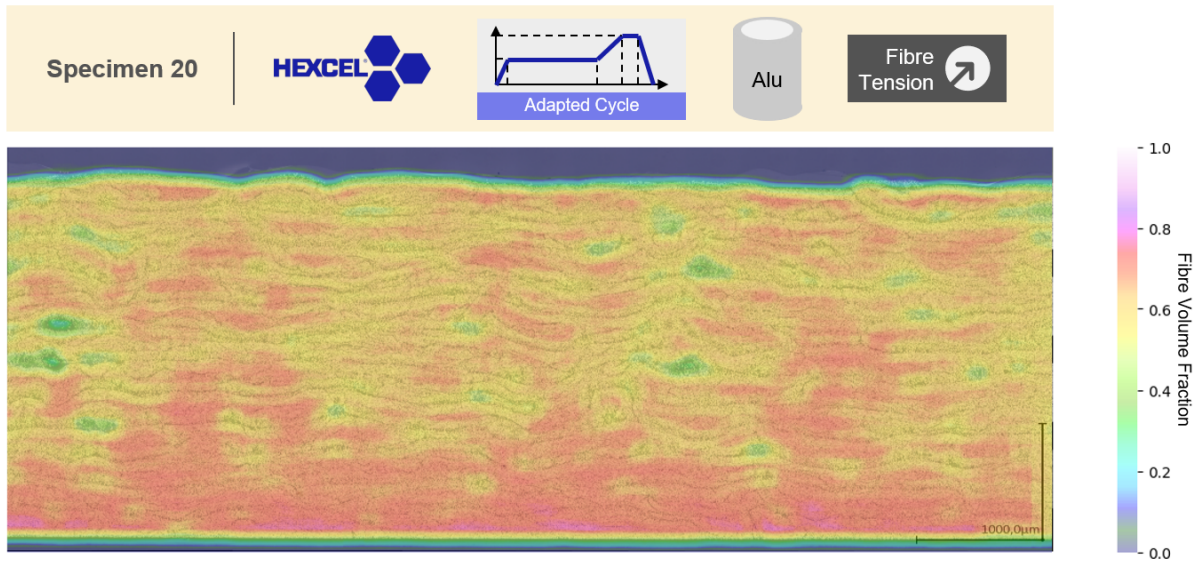 Specimen 20
HEXCEL
Adapted Cycle
Alu
Fibre
Tension
1.0
0.8
0.6
0.4
0.2
0.0
Fibre Volume Fraction
1000,0µm